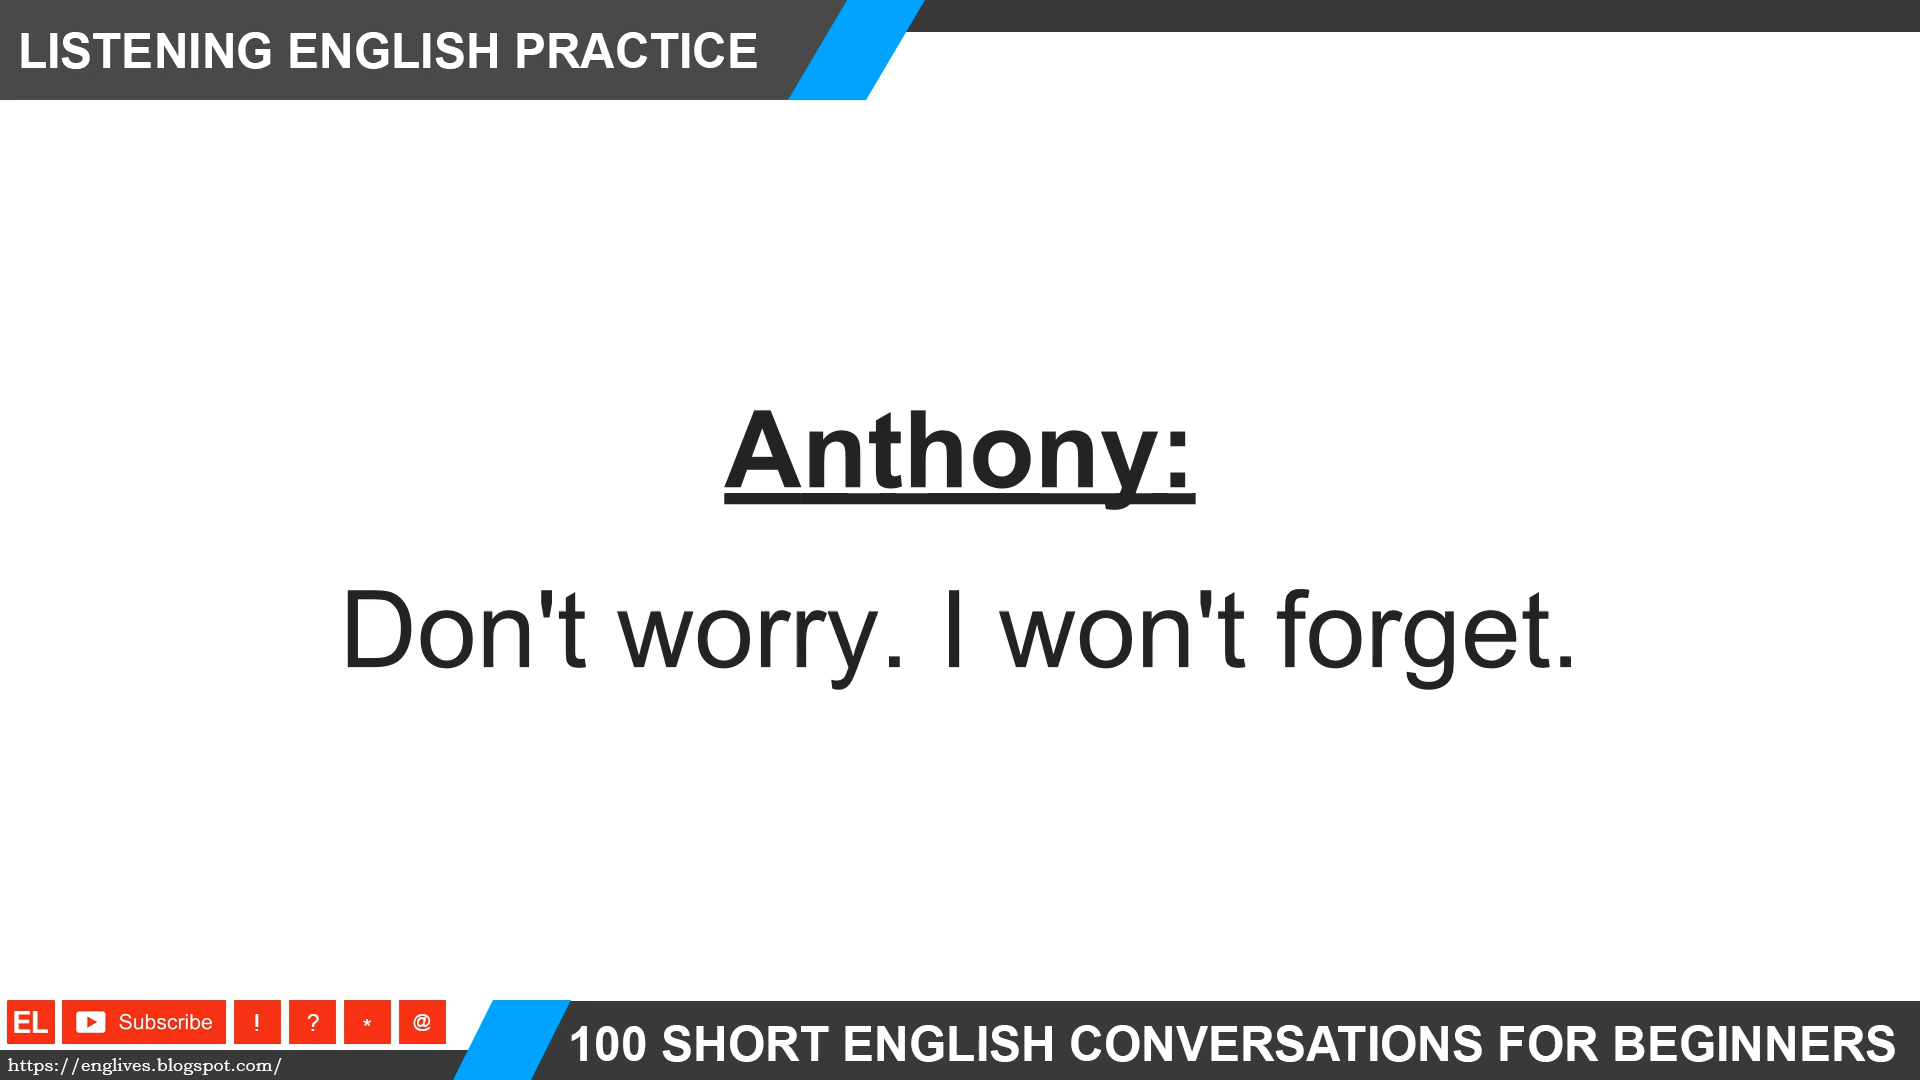 LISTENING ENGLISH PRACTICE
Anthony:
Don't worry. I won't forget.
EL Subscribe ! ? * @
https://englives.blogspot.com/
100 SHORT ENGLISH CONVERSATIONS FOR BEGINNERS